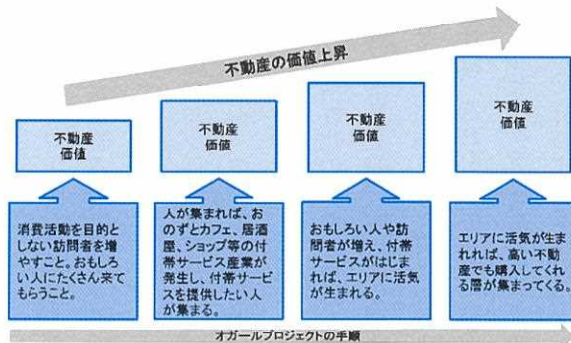 不動産の価値上昇
不動産
価値
不動産
価値
不動産
価値
不動産
価値
消費活動を目的と
しない訪問者を増
やすこと。おもしろ
い人にたくさん来て
もらうこと。
人が集まれば、お
のずとカフェ、居酒
屋、ショップ等の付
帯サービス産業が
発生し、付帯サービ
スを提供したい人
が集まる。
おもしろい人や訪
問者が増え、付帯
サービスがはじま
れば、エリアに活気
が生まれる。
エリアに活気が生ま
れれば、高い不動
産でも購入してくれ
る層が集まってくる。
オガールプロジェクトの手順